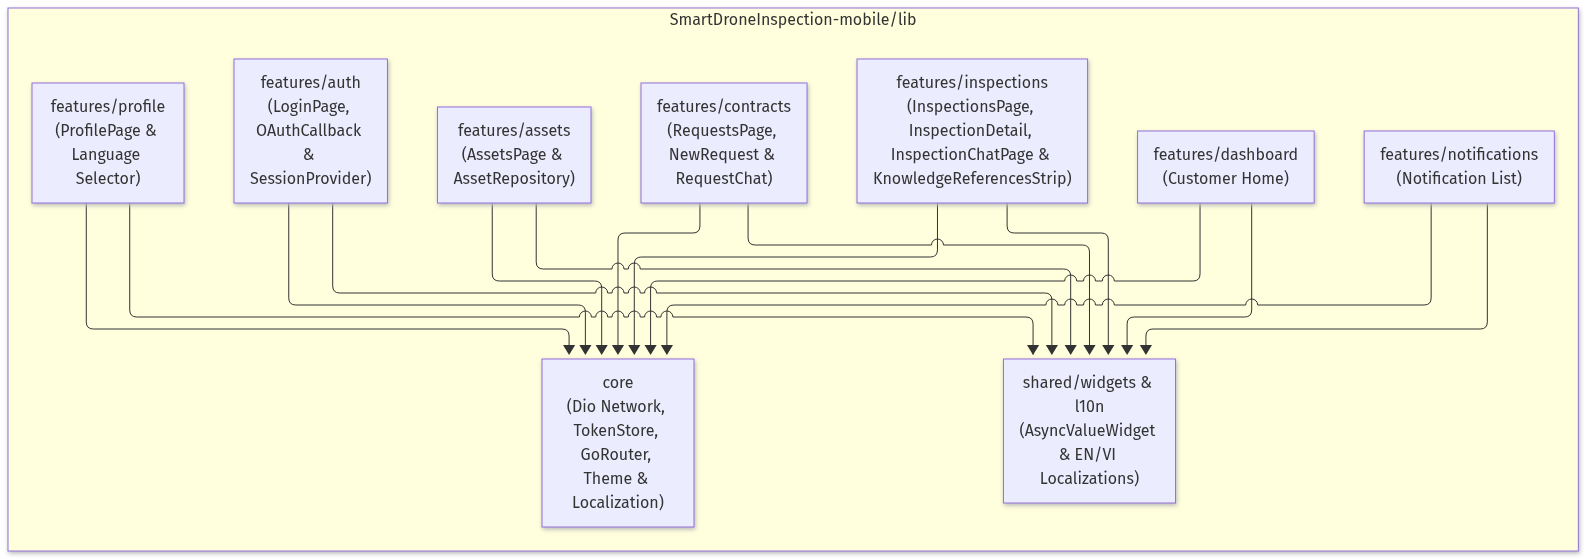 SmartDroneInspection-mobile/lib
features/profile
(ProfilePage &
Language
Selector)
features/auth
(LoginPage,
OAuthCallback
&
SessionProvider)
features/assets
(AssetsPage &
AssetRepository)
features/contracts
(RequestsPage,
NewRequest &
RequestChat)
features/inspections
(InspectionsPage,
InspectionDetail,
InspectionChatPage &
KnowledgeReferencesStrip)
features/dashboard
(Customer Home)
features/notifications
(Notification List)
core
(Dio Network,
TokenStore,
GoRouter,
Theme &
Localization)
shared/widgets &
l10n
(AsyncValueWidget
& EN/VI
Localizations)